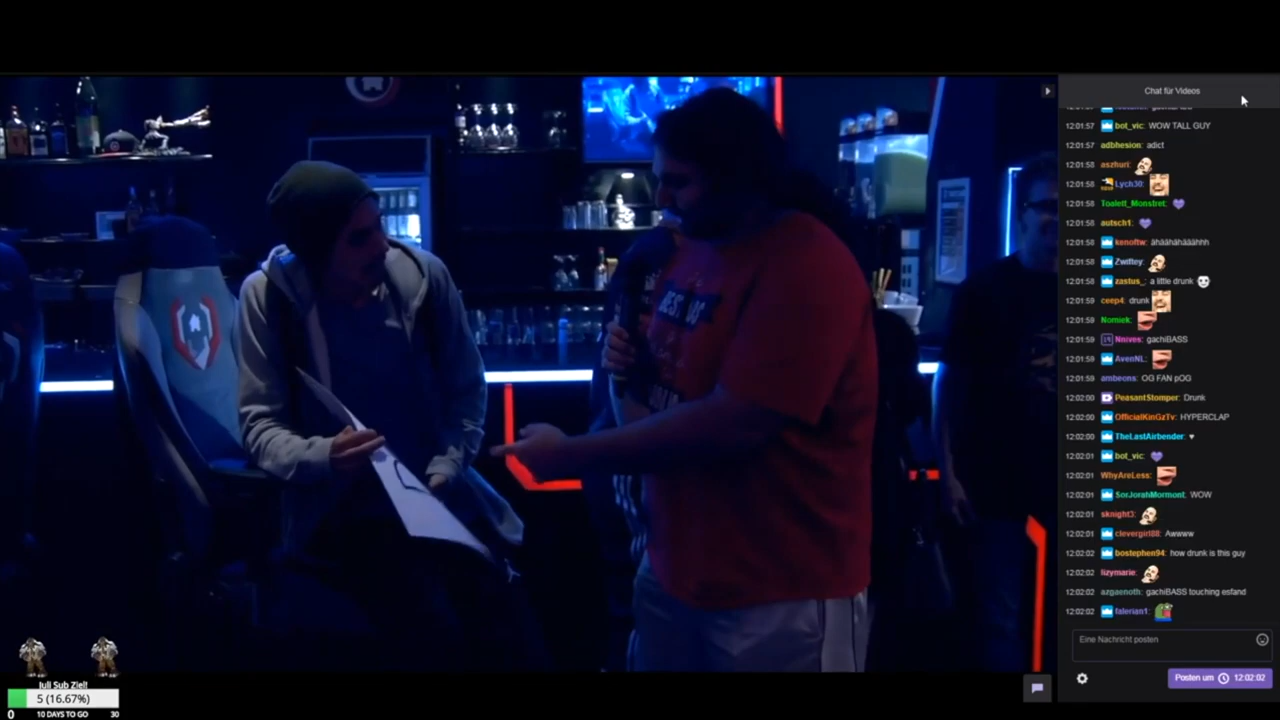 Chat für Videos
12:01:57 bot_vic: WOW TALL GUY
12:01:57 adbhesion: adict
12:01:58 aszhuri:
12:01:58 Lych30:
12:01:58 Toalett_Monstret:
12:01:58 autsch1:
12:01:58 kenoftw: ähäähähääähhh
12:01:58 Zwiffey:
12:01:58 zastus_: a little drunk
12:01:59 ceep4: drunk
12:01:59 Nomiek:
12:01:59 Nnuves: gachiBASS
12:01:59 AvenNL:
12:01:59 ambeons: OG FAN pOG
12:02:00 PeasantStomper: Drunk
12:02:00 OfficialKinGzTv: HYPERCLAP
12:02:00 TheLastAirbender: ♥
12:02:01 bot_vic:
12:02:01 WhyAreLess:
12:02:01 SerJorahMormont: WOW
12:02:01 sknight3:
12:02:01 clevergirl88: Awwww
12:02:02 bostephen94: how drunk is this guy
12:02:02 lizymarie:
12:02:02 azgaenoth: gachiBASS touching esfand
12:02:02 falerian1:
Eine Nachricht posten
Posten um 12:02:02
Juli Sub Ziel!
5 (16.67%)
0 10 DAYS TO GO 30